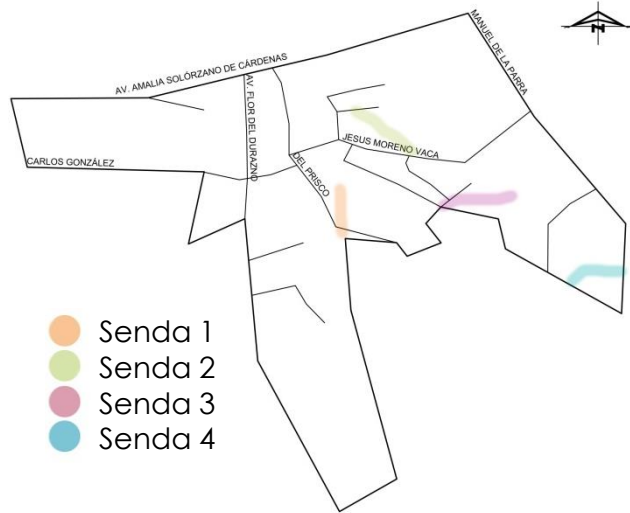 MANUEL DE LA PARRA
N
AV. AMALIA SOLÓRZANO DE CÁRDENAS
AV. FLOR DEL DURAZNO
JESUS MORENO VACA
CARLOS GONZÁLEZ
DEL PRISCO
Senda 1
Senda 2
Senda 3
Senda 4